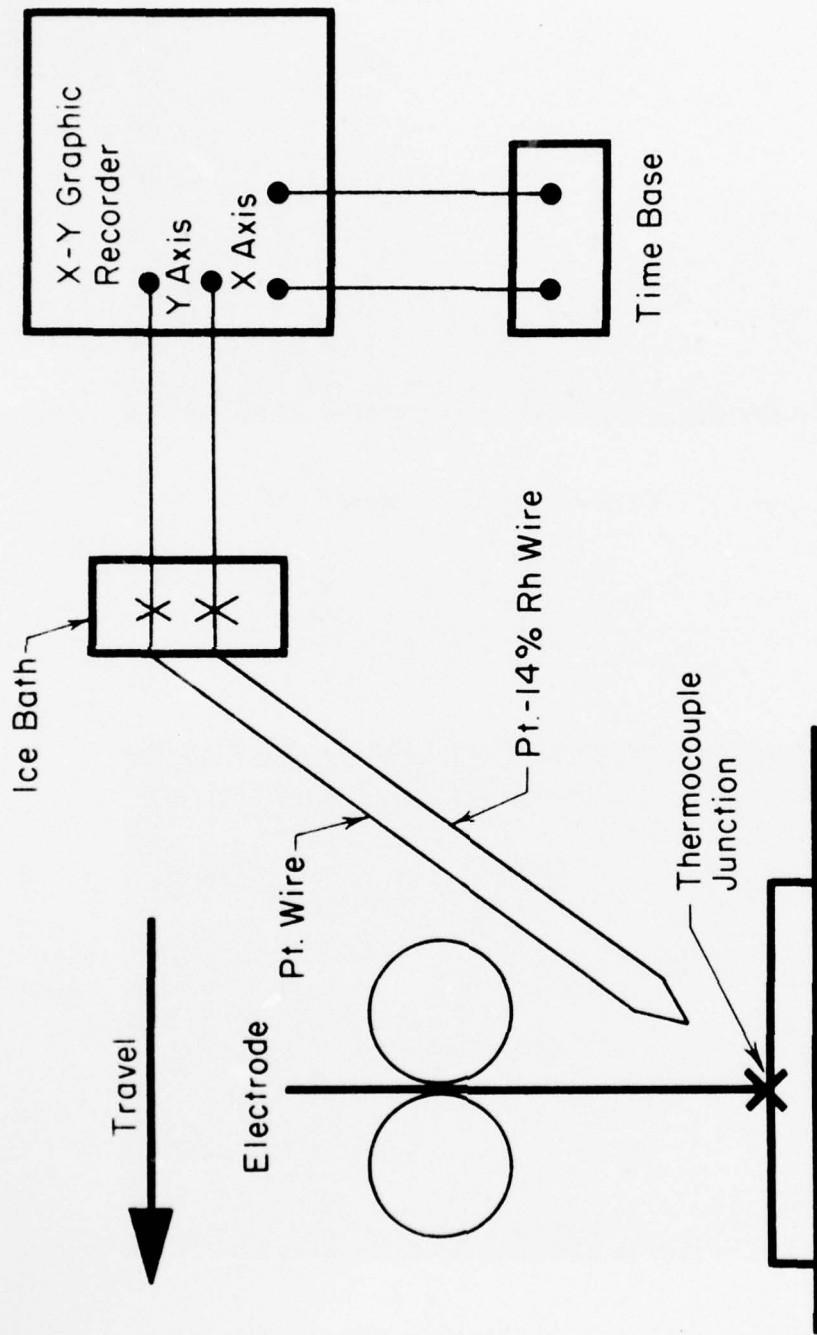 X-Y Graphic
Recorder
Y Axis
X Axis
Time Base
Ice Bath
Pt. Wire
Pt.-14% Rh Wire
Travel
Electrode
Thermocouple
Junction